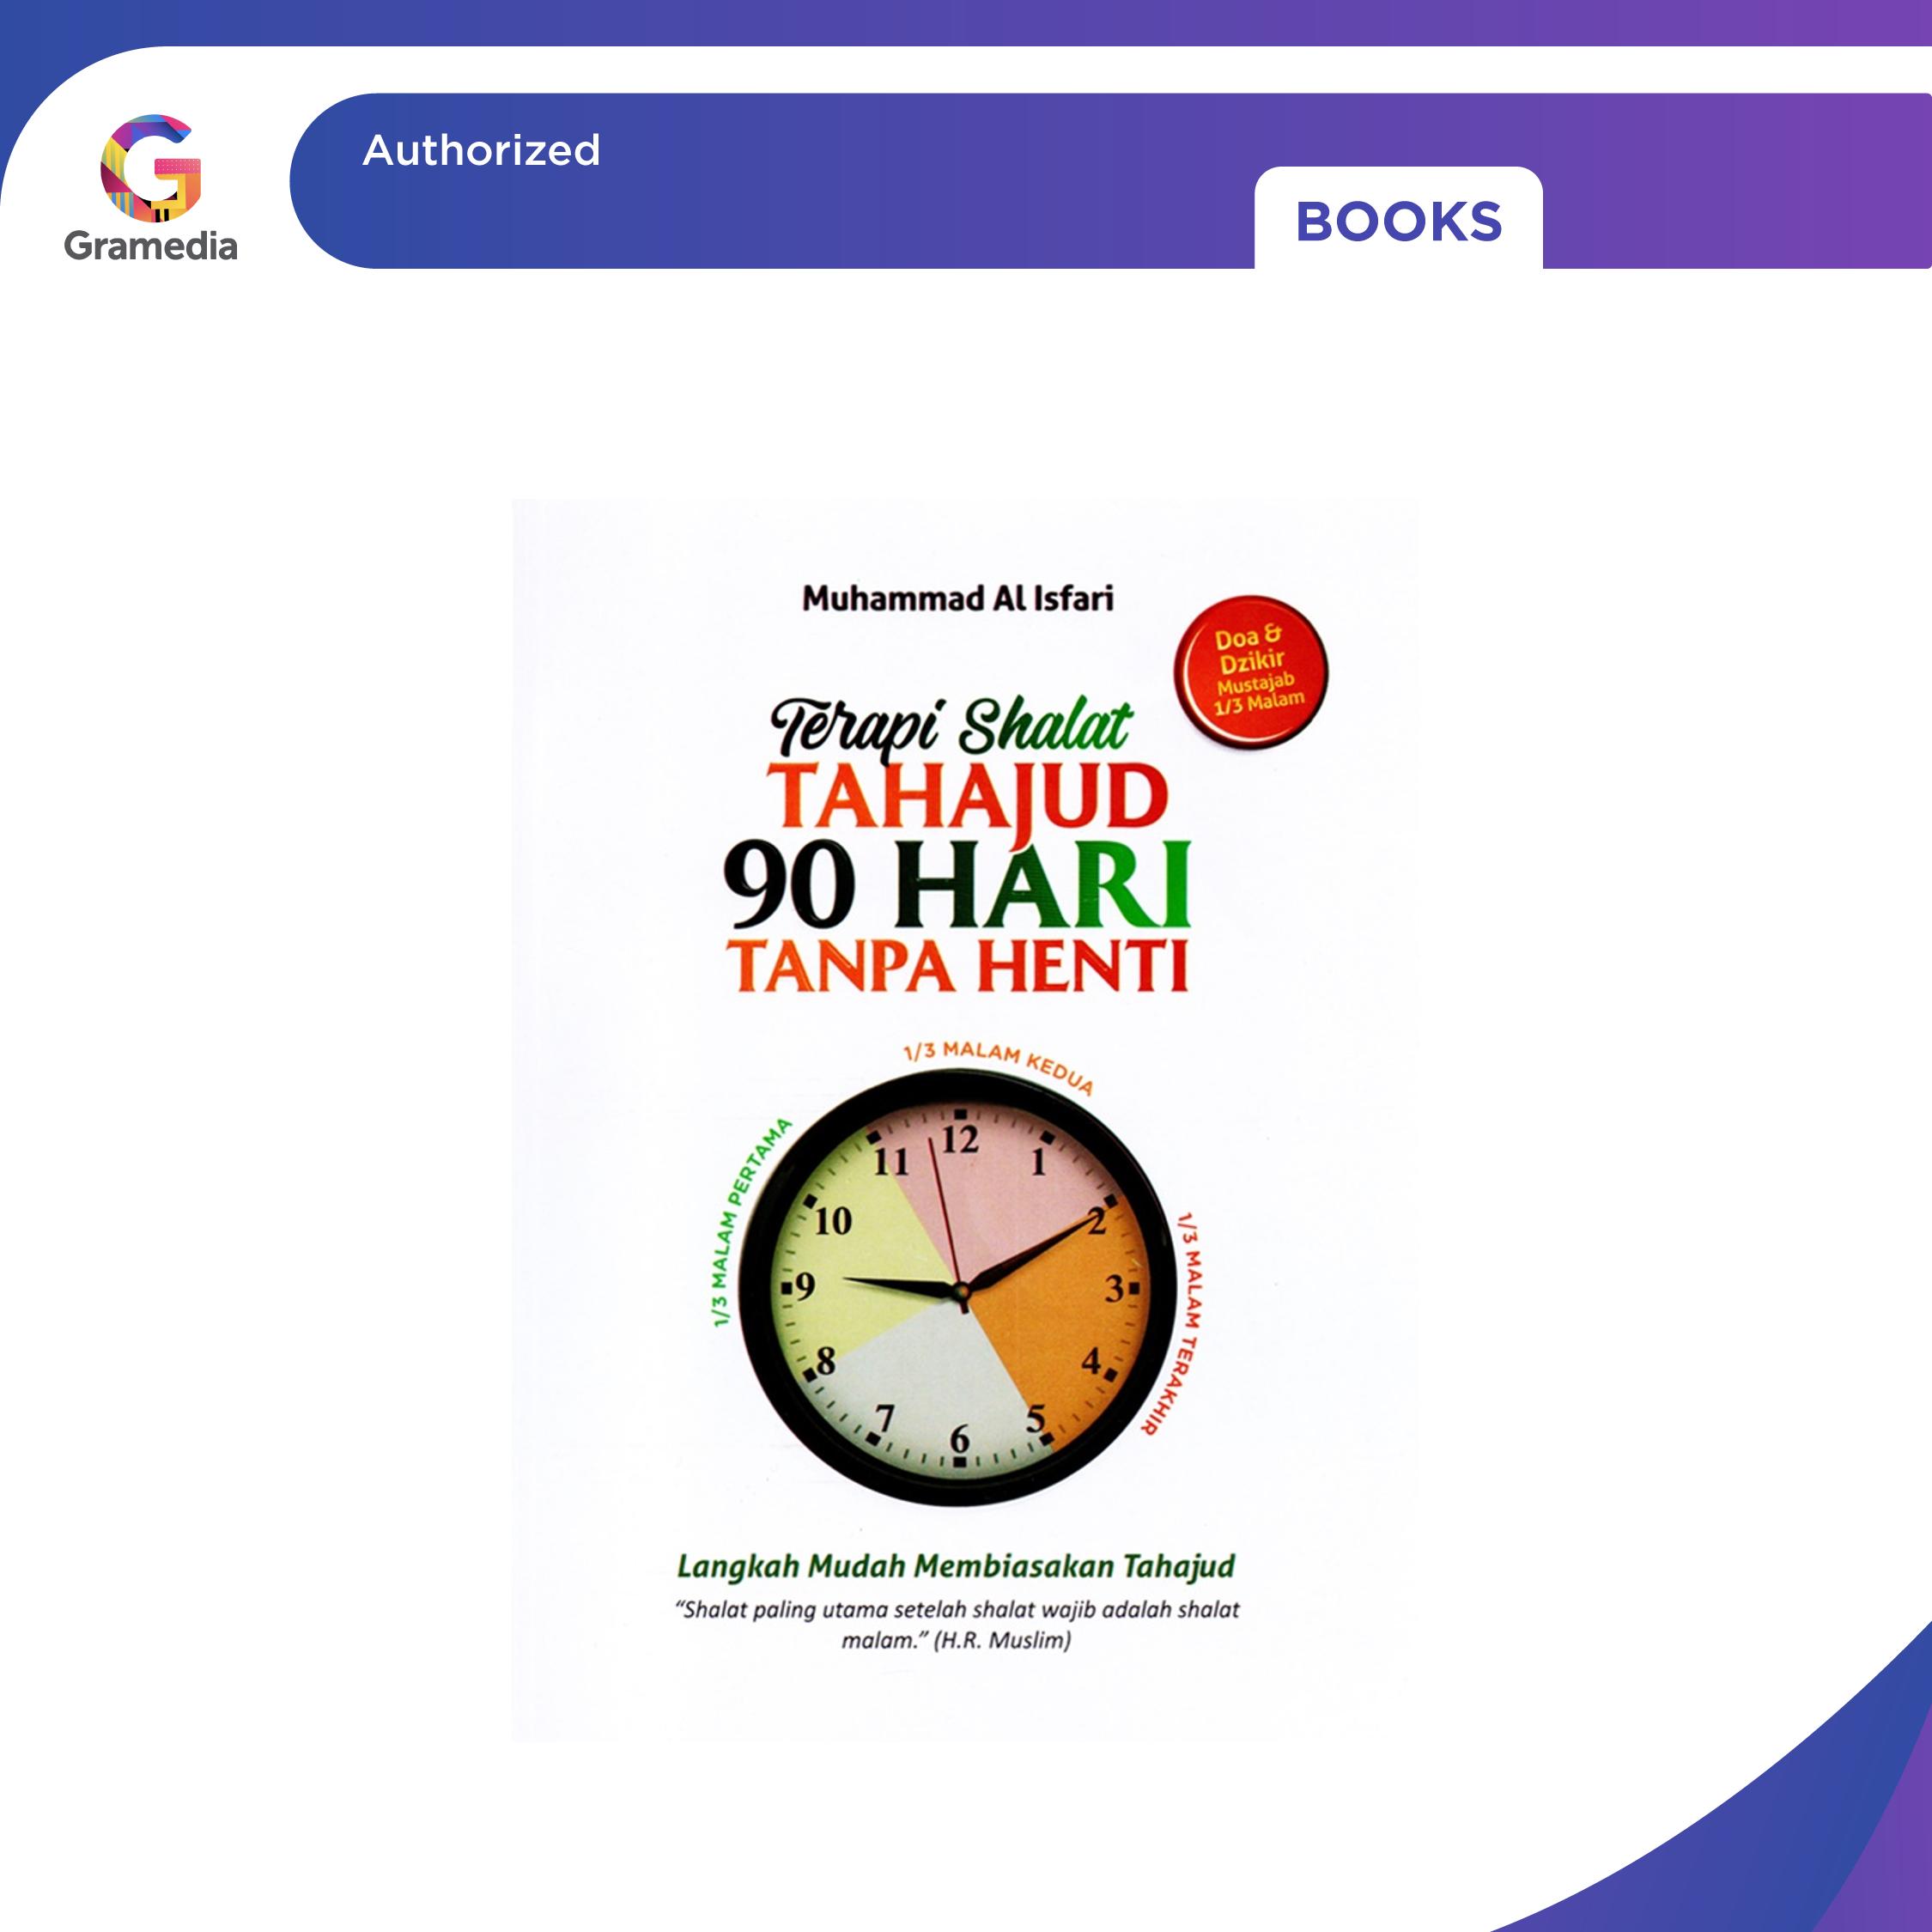 Gramedia
Authorized
BOOKS
Muhammad Al Isfari
Doa &
Dzikir
Mustajab
1/3 Malam
Terapi Shalat
TAHAJUD
90 HARI
TANPA HENTI
1/3 MALAM PERTAMA
1/3 MALAM KEDUA
1/3 MALAM TERAKHIR
12
1
2
3
4
5
6
7
8
9
10
11
Langkah Mudah Membiasakan Tahajud
“Shalat paling utama setelah shalat wajib adalah shalat
malam.” (H.R. Muslim)